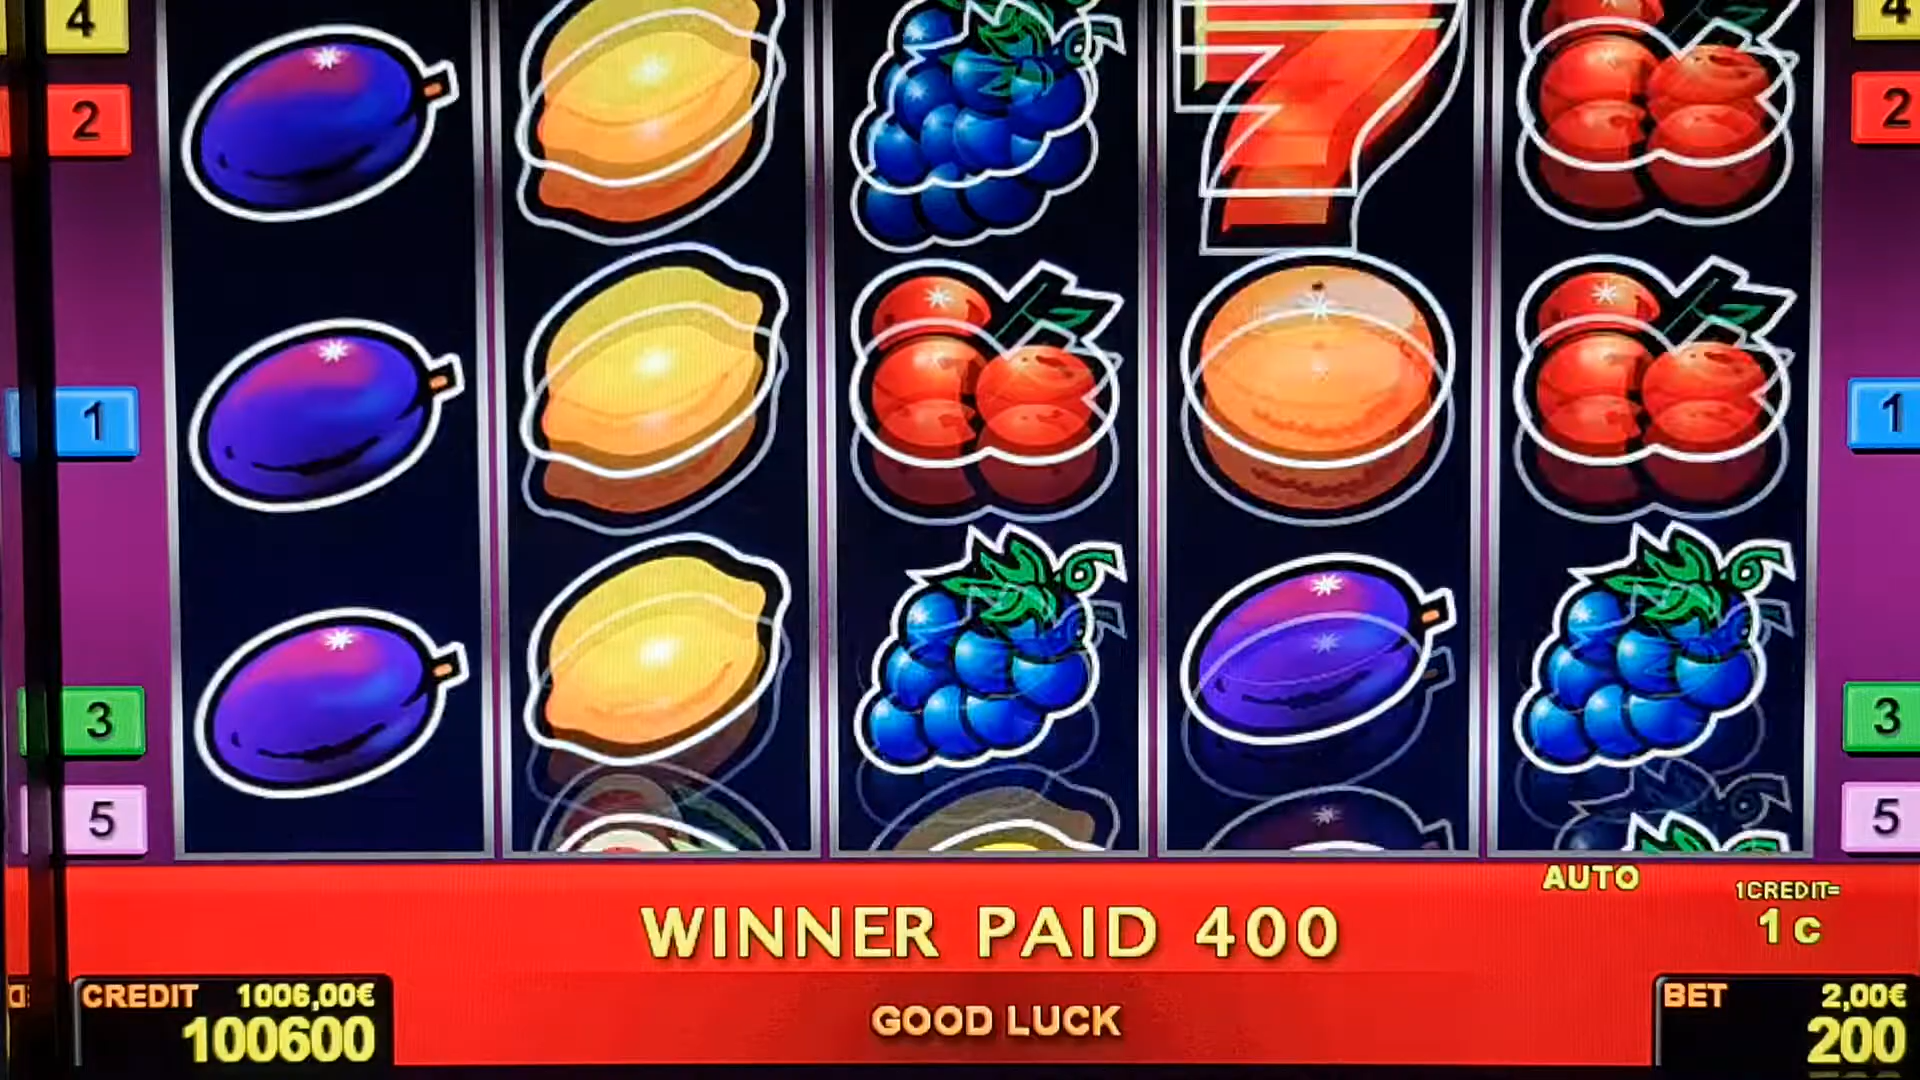 4
4
2
2
1
1
3
3
5
5
AUTO
1CREDIT=
1 c
WINNER PAID 400
CREDIT 1006,00€
100600
GOOD LUCK
BET 2,00€
200